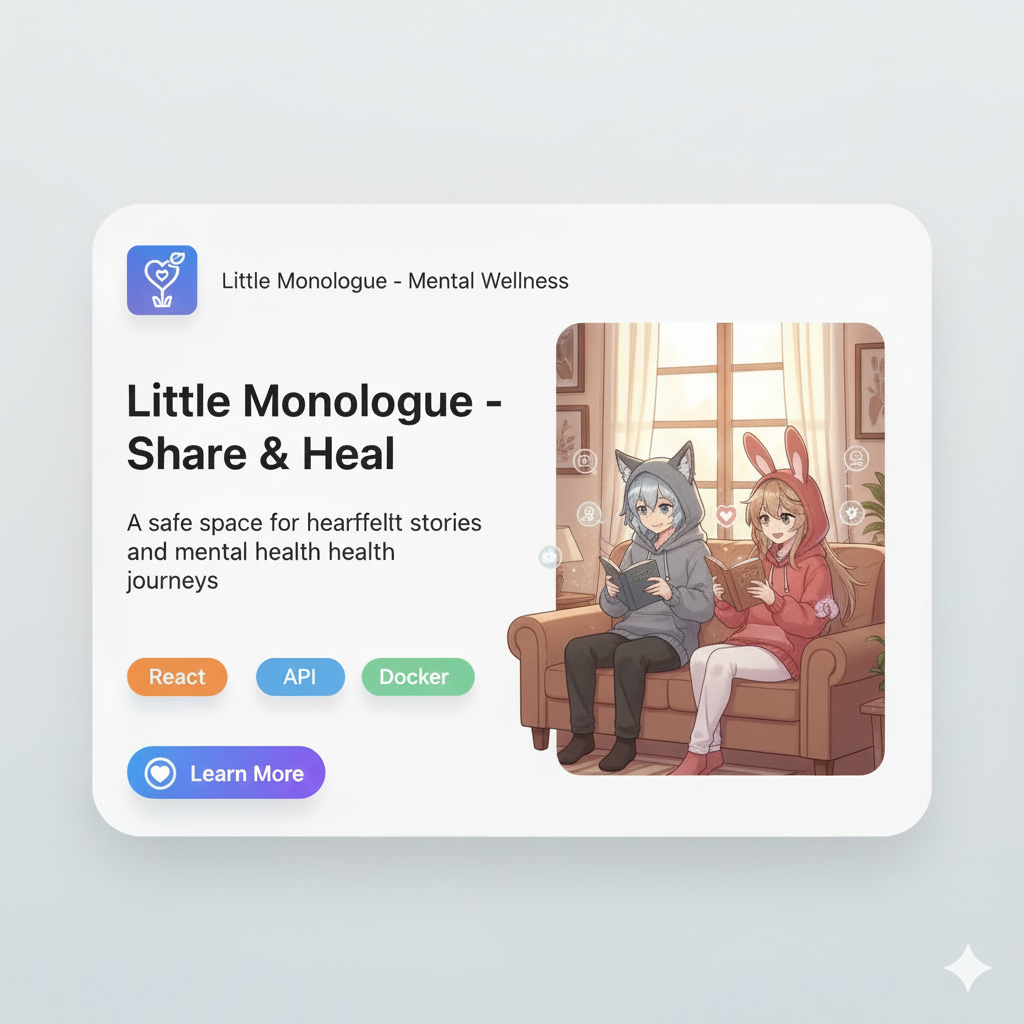 Little Monologue - Mental Wellness
Little Monologue -
Share & Heal
A safe space for hearffeltt stories
and mental health health
journeys
React
API
Docker
Learn More